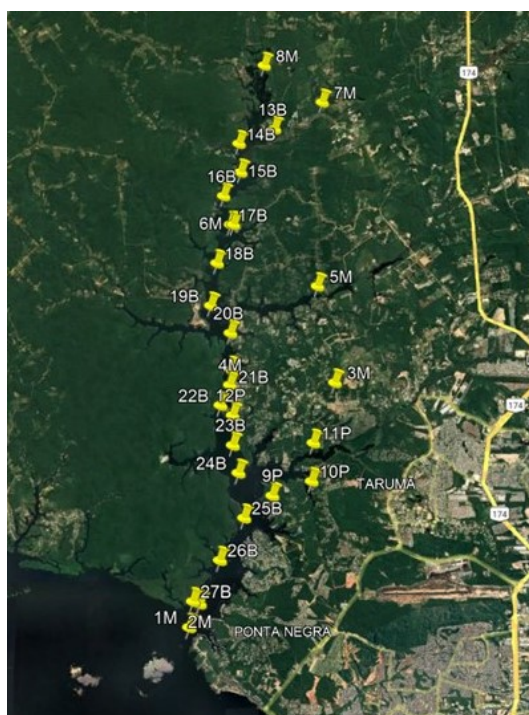 8M
174
7M
13B
14B
15B
16B
17B
6M
18B
5M
19B
20B
4M
21B
3M
22B
12P
174
23B
11P
24B
9P
10P
TARUMÃ
174
25B
26B
27B
1M
2M
PONTA NEGRA